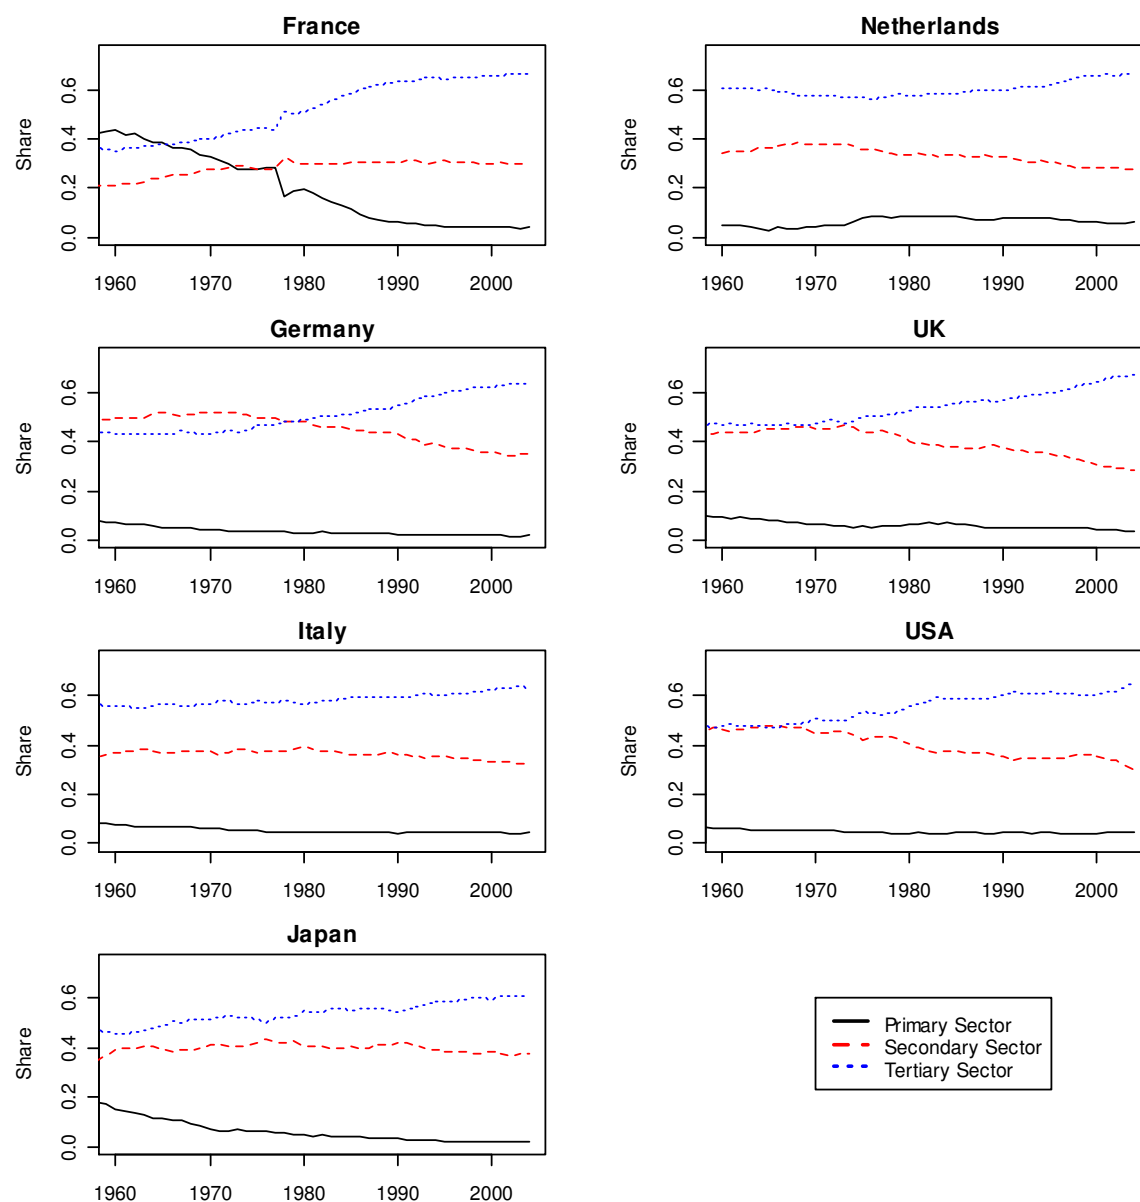 France
Share
0.0 0.2 0.4 0.6
1960 1970 1980 1990 2000
Netherlands
Share
0.0 0.2 0.4 0.6
1960 1970 1980 1990 2000
Germany
Share
0.0 0.2 0.4 0.6
1960 1970 1980 1990 2000
UK
Share
0.0 0.2 0.4 0.6
1960 1970 1980 1990 2000
Italy
Share
0.0 0.2 0.4 0.6
1960 1970 1980 1990 2000
USA
Share
0.0 0.2 0.4 0.6
1960 1970 1980 1990 2000
Japan
Share
0.0 0.2 0.4 0.6
1960 1970 1980 1990 2000
Primary Sector
Secondary Sector
Tertiary Sector